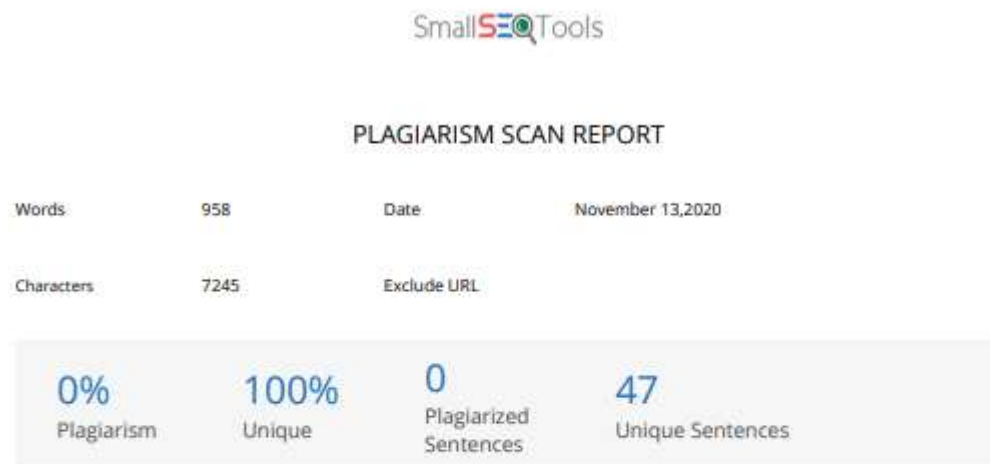 SmallSEQTools
PLAGIARISM SCAN REPORT
Words 958 Date November 13,2020
Characters 7245 Exclude URL
0% 100% 0 47
Plagiarism Unique Plagiarized Sentences Unique Sentences